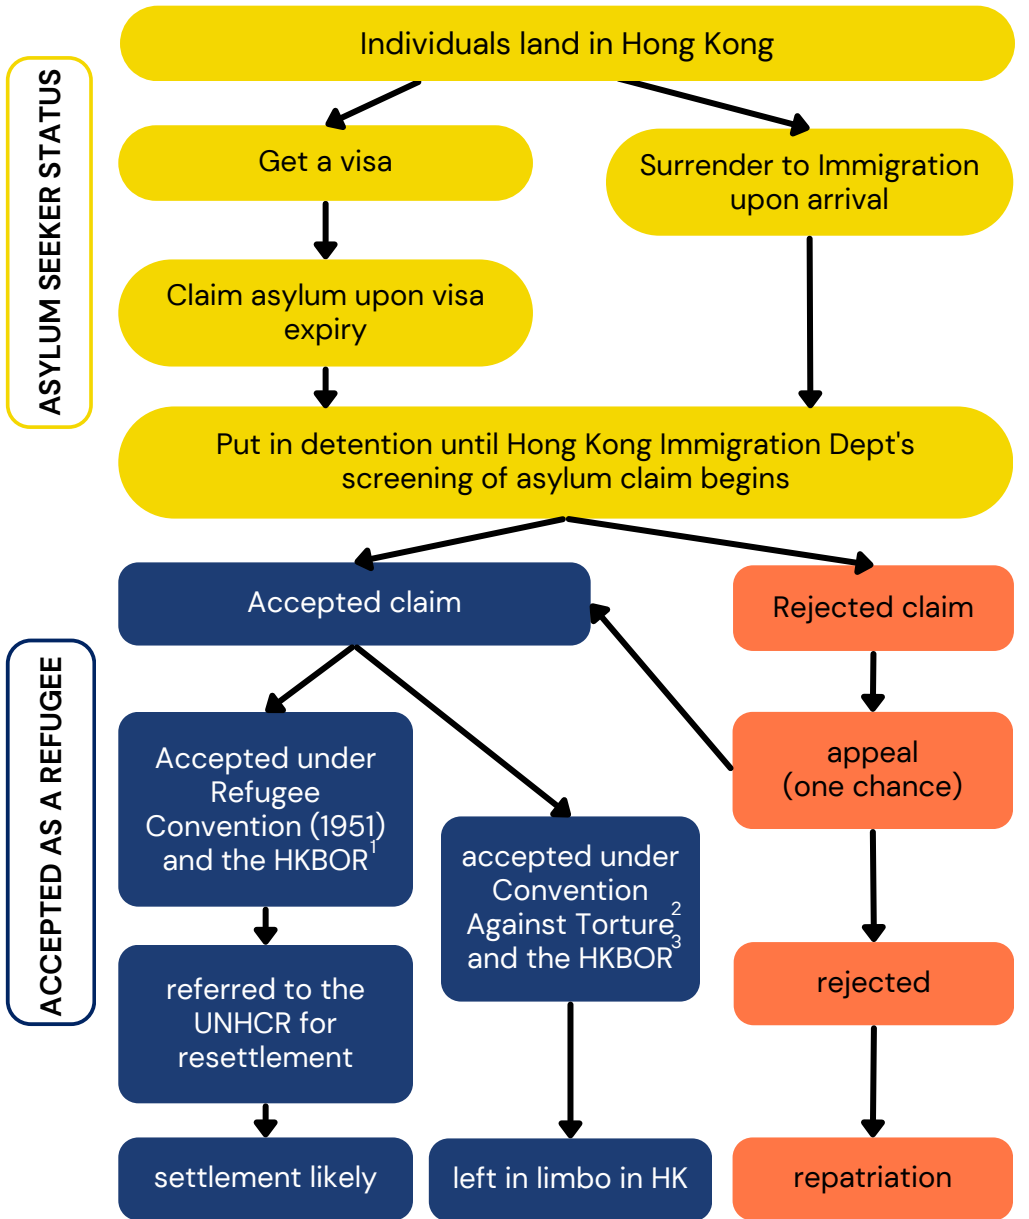 Individuals land in Hong Kong
ASYLUM SEEKER STATUS
Get a visa
Surrender to Immigration
upon arrival
Claim asylum upon visa
expiry
Put in detention until Hong Kong Immigration Dept's
screening of asylum claim begins
Accepted claim
Rejected claim
ACCEPTED AS A REFUGEE
Accepted under
Refugee
Convention (1951)
and the HKBOR¹
accepted under
Convention
Against Torture²
and the HKBOR³
appeal
(one chance)
referred to the
UNHCR for
resettlement
rejected
settlement likely
left in limbo in HK
repatriation